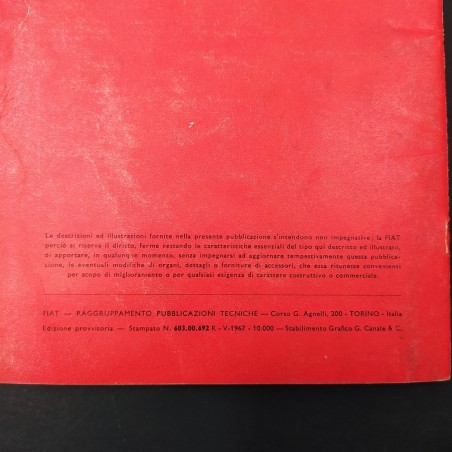 Le descrizioni ed illustrazioni fornite nella presente pubblicazione s'intendono non impegnative; la FIAT
perciò si riserva il diritto, ferme restando le caratteristiche essenziali del tipo qui descritto ed illustrato,
di apportare, in qualunque momento, senza impegnarsi ad aggiornare tempestivamente questa pubblica-
zione, le eventuali modifiche di organi, dettagli o forniture di accessori, che essa ritenesse convenienti
per scopo di miglioramento o per qualsiasi esigenza di carattere costruttivo o commerciale.
FIAT — RAGGRUPPAMENTO PUBBLICAZIONI TECNICHE — Corso G. Agnelli, 200 - TORINO - Italia
Edizione provvisoria — Stampato N. 603.00.692 R - V-1967 - 10.000 — Stabilimento Grafico G. Canale & C.